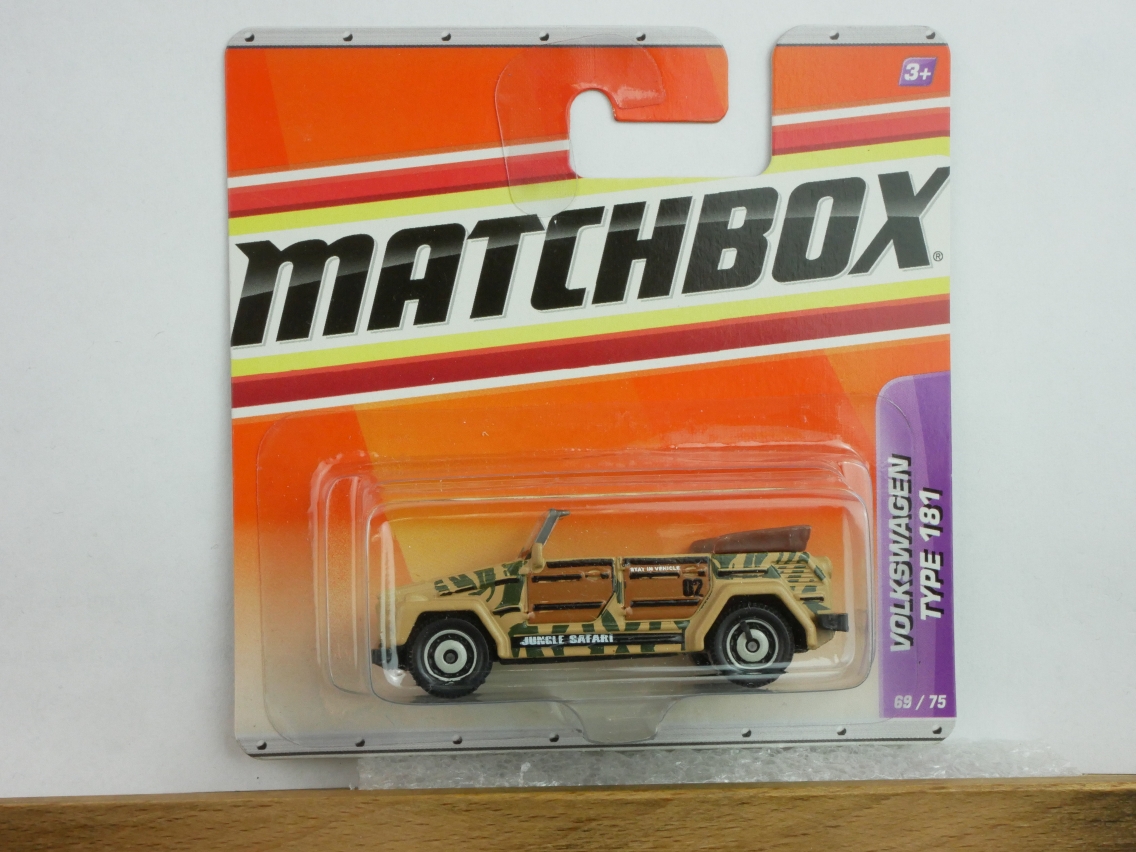 3+
MATCHBOX®
VOLKSWAGEN
TYPE 181
STAY IN VEHICLE
02
JUNGLE SAFARI
69 / 75